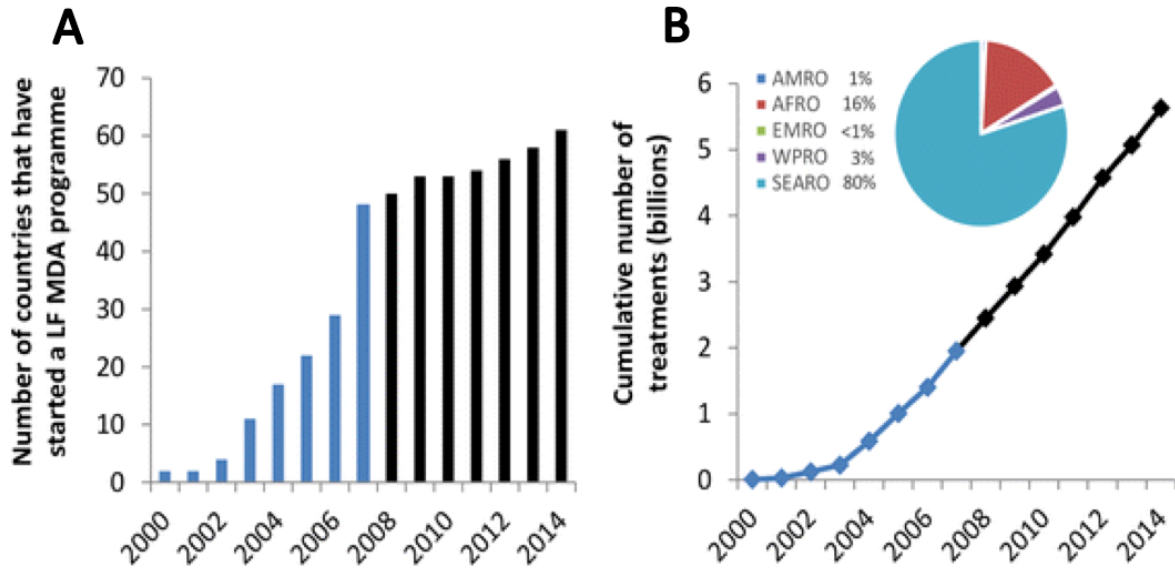 A
Number of countries that have
started a LF MDA programme
70
60
50
40
30
20
10
0
2000
2002
2004
2006
2008
2010
2012
2014
B
Cumulative number of
treatments (billions)
6
5
4
3
2
1
0
2000
2002
2004
2006
2008
2010
2012
2014
AMRO 1%
AFRO 16%
EMRO <1%
WPRO 3%
SEARO 80%